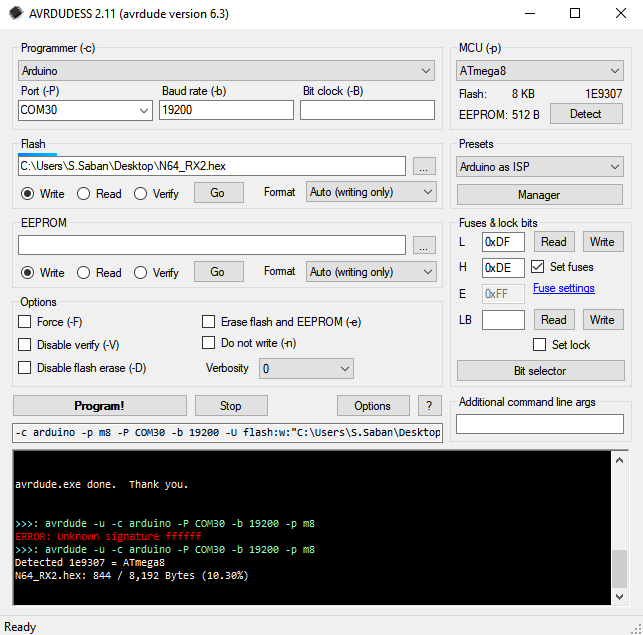 AVRDUDESS 2.11 (avrdude version 6.3)
Programmer (-c)
Arduino
Port (-P)
Baud rate (-b)
Bit clock (-B)
COM30
19200
MCU (-p)
ATmega8
Flash: 8 KB 1E9307
EEPROM: 512 B Detect
Flash
C:\Users\S.Saban\Desktop\N64_RX2.hex
...
Write Read Verify Go Format Auto (writing only)
Presets
Arduino as ISP
Manager
EEPROM
...
Write Read Verify Go Format Auto (writing only)
Fuses & lock bits
L 0xDF Read Write
H 0xDE Set fuses
E 0xFF Fuse settings
LB Read Write
Set lock
Bit selector
Options
Force (-F) Erase flash and EEPROM (-e)
Disable verify (-V) Do not write (-n)
Disable flash erase (-D) Verbosity 0
Program! Stop Options ?
Additional command line args
-c arduino -p m8 -P COM30 -b 19200 -U flash:w:"C:\Users\S.Saban\Desktop
avrdude.exe done. Thank you.
>>>: avrdude -u -c arduino -P COM30 -b 19200 -p m8
ERROR: Unknown signature ffffff
>>>: avrdude -u -c arduino -P COM30 -b 19200 -p m8
Detected 1e9307 = ATmega8
N64_RX2.hex: 844 / 8,192 Bytes (10.30%)
Ready